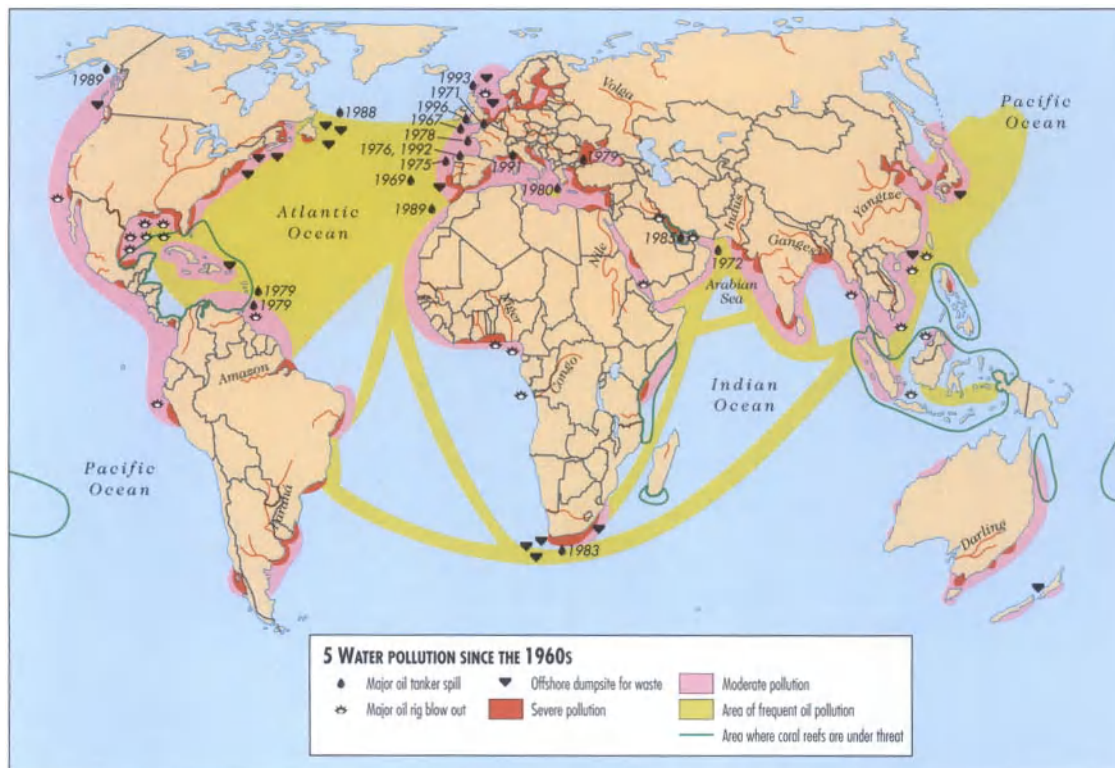 1989
1988
1993
1971
1996
1967
1978
1976, 1992
1975
1969
1989
1991
1979
1980
Volga
Pacific
Ocean
Atlantic
Ocean
Nile
Indus
Ganges
Yangtze
1985
1972
Arabian
Sea
1979
1979
Niger
Congo
Amazon
Indian
Ocean
Pacific
Ocean
Paraná
Darling
1983
5 WATER POLLUTION SINCE THE 1960S
Major oil tanker spill
Offshore dumpsite for waste
Moderate pollution
Major oil rig blow out
Severe pollution
Area of frequent oil pollution
Area where coral reefs are under threat